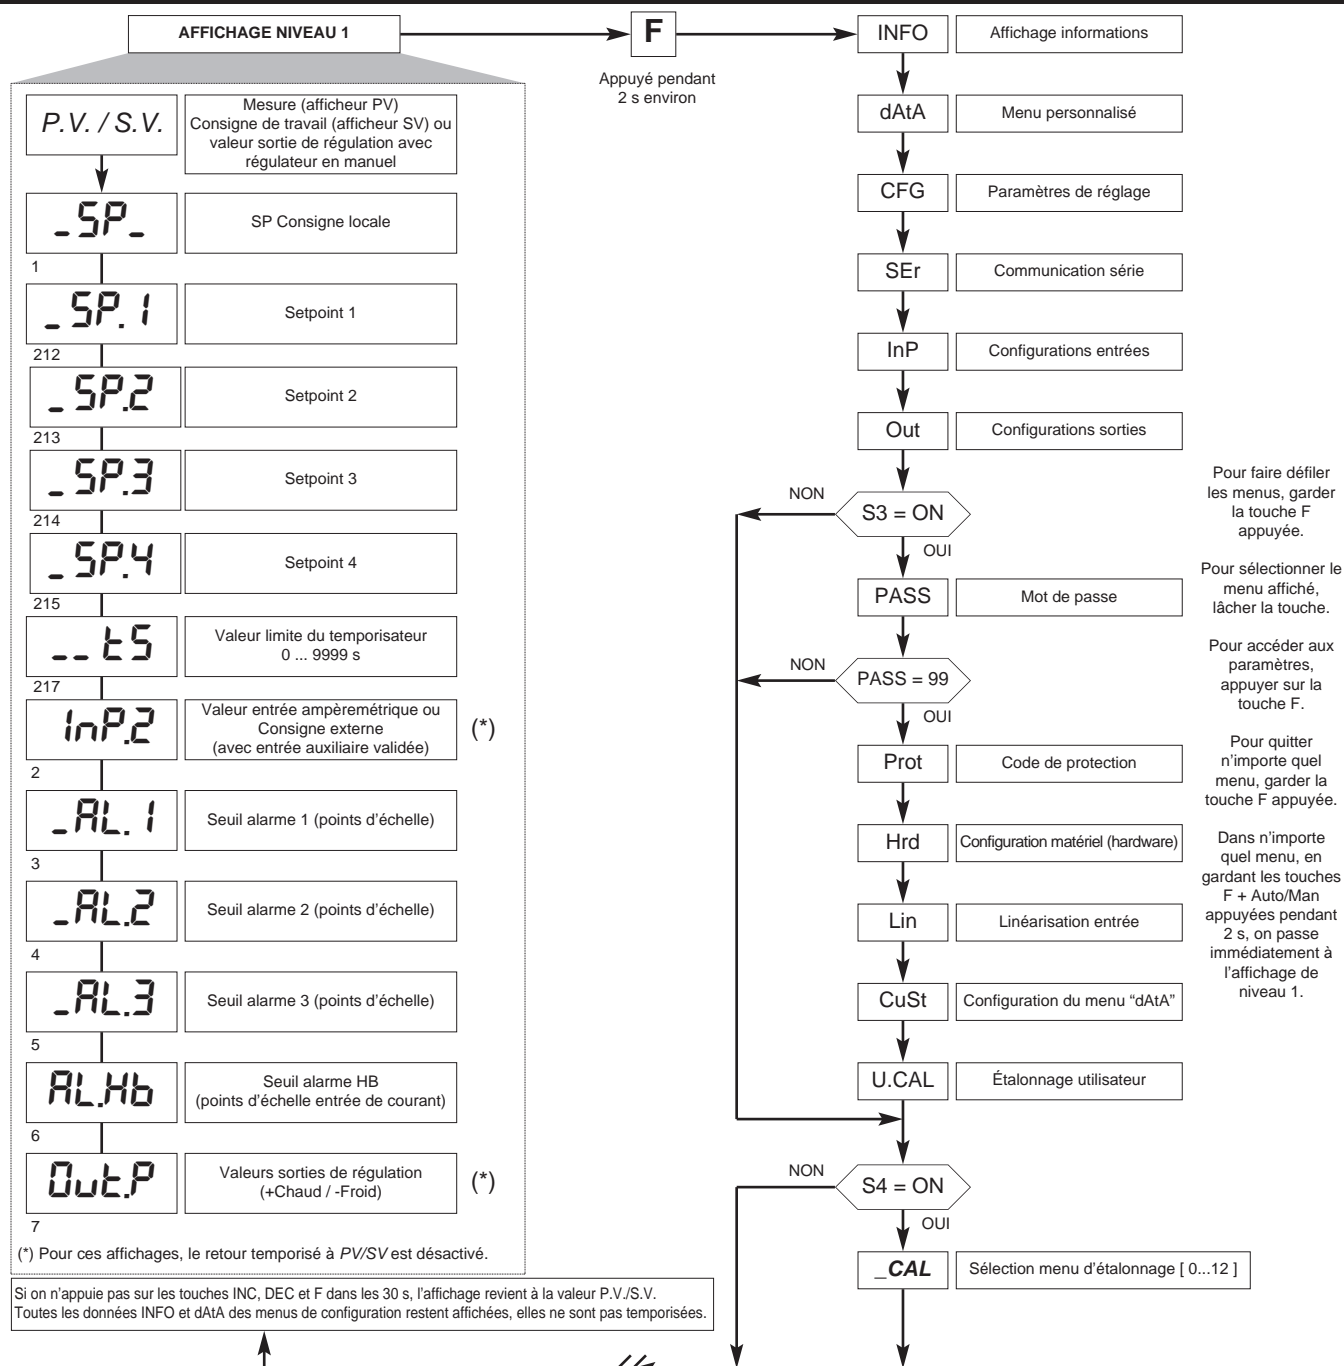 AFFICHAGE NIVEAU 1
F
Appuyé pendant
2 s environ
P.V. / S.V.
Mesure (afficheur PV)
Consigne de travail (afficheur SV) ou
valeur sortie de régulation avec
régulateur en manuel
_SP_
SP Consigne locale
1
_SP.1
Setpoint 1
212
_SP.2
Setpoint 2
213
_SP.3
Setpoint 3
214
_SP.4
Setpoint 4
215
__tS
Valeur limite du temporisateur
0 ... 9999 s
217
InP.2
Valeur entrée ampèremétrique ou
Consigne externe
(avec entrée auxiliaire validée)
(*)
2
_AL.1
Seuil alarme 1 (points d’échelle)
3
_AL.2
Seuil alarme 2 (points d’échelle)
4
_AL.3
Seuil alarme 3 (points d’échelle)
5
AL.Hb
Seuil alarme HB
(points d’échelle entrée de courant)
6
Out.P
Valeurs sorties de régulation
(+Chaud / -Froid)
(*)
7
(*) Pour ces affichages, le retour temporisé à PV/SV est désactivé.
Si on n’appuie pas sur les touches INC, DEC et F dans les 30 s, l’affichage revient à la valeur P.V./S.V.
Toutes les données INFO et dAtA des menus de configuration restent affichées, elles ne sont pas temporisées.
INFO
Affichage informations
dAtA
Menu personnalisé
CFG
Paramètres de réglage
SEr
Communication série
InP
Configurations entrées
Out
Configurations sorties
NON
S3 = ON
OUI
PASS
Mot de passe
NON
PASS = 99
OUI
Prot
Code de protection
Hrd
Configuration matériel (hardware)
Lin
Linéarisation entrée
CuSt
Configuration du menu “dAtA”
U.CAL
Étalonnage utilisateur
NON
S4 = ON
OUI
_CAL
Sélection menu d’étalonnage [ 0...12 ]
Pour faire défiler
les menus, garder
la touche F
appuyée.
Pour sélectionner le
menu affiché,
lâcher la touche.
Pour accéder aux
paramètres,
appuyer sur la
touche F.
Pour quitter
n’importe quel
menu, garder la
touche F appuyée.
Dans n’importe
quel menu, en
gardant les touches
F + Auto/Man
appuyées pendant
2 s, on passe
immédiatement à
l’affichage de
niveau 1.